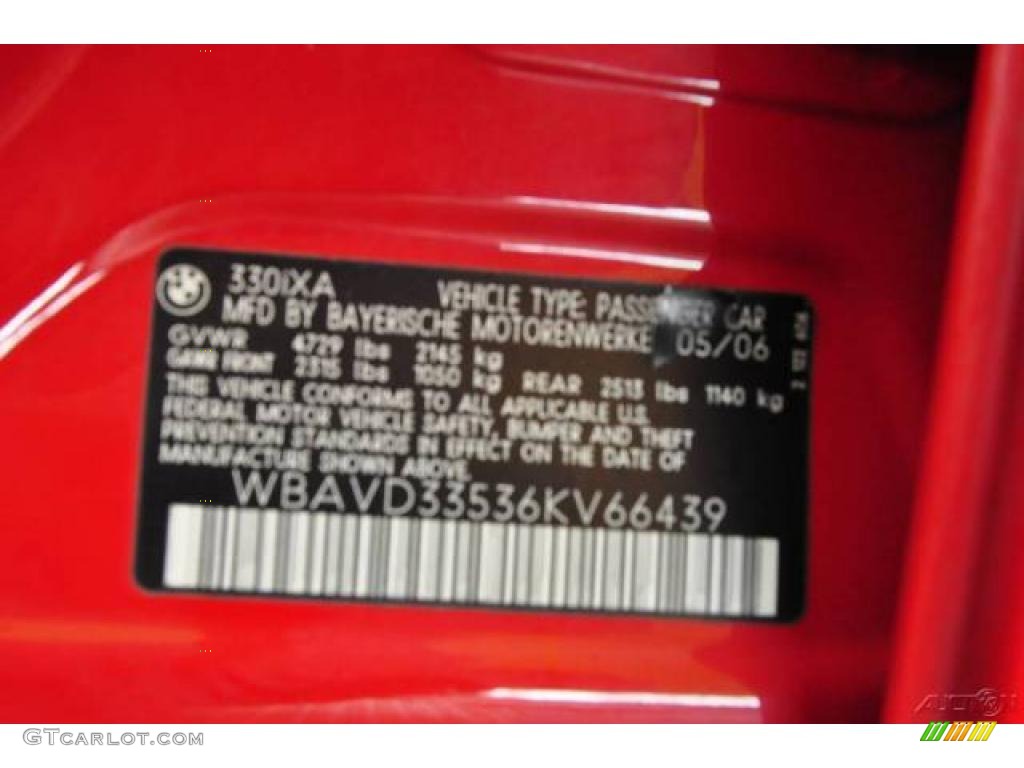 330iXA
VEHICLE TYPE: PASSENGER CAR
MFD BY BAYERISCHE MOTORENWERKE 05/06
GVWR 4729 lbs 2145 kg
GAWR FRONT 2315 lbs 1050 kg REAR 2513 lbs 1140 kg
THIS VEHICLE CONFORMS TO ALL APPLICABLE U.S.
FEDERAL MOTOR VEHICLE SAFETY, BUMPER AND THEFT
PREVENTION STANDARDS IN EFFECT ON THE DATE OF
MANUFACTURE SHOWN ABOVE.
WBAVD33536KV66439
GTCarlot.com